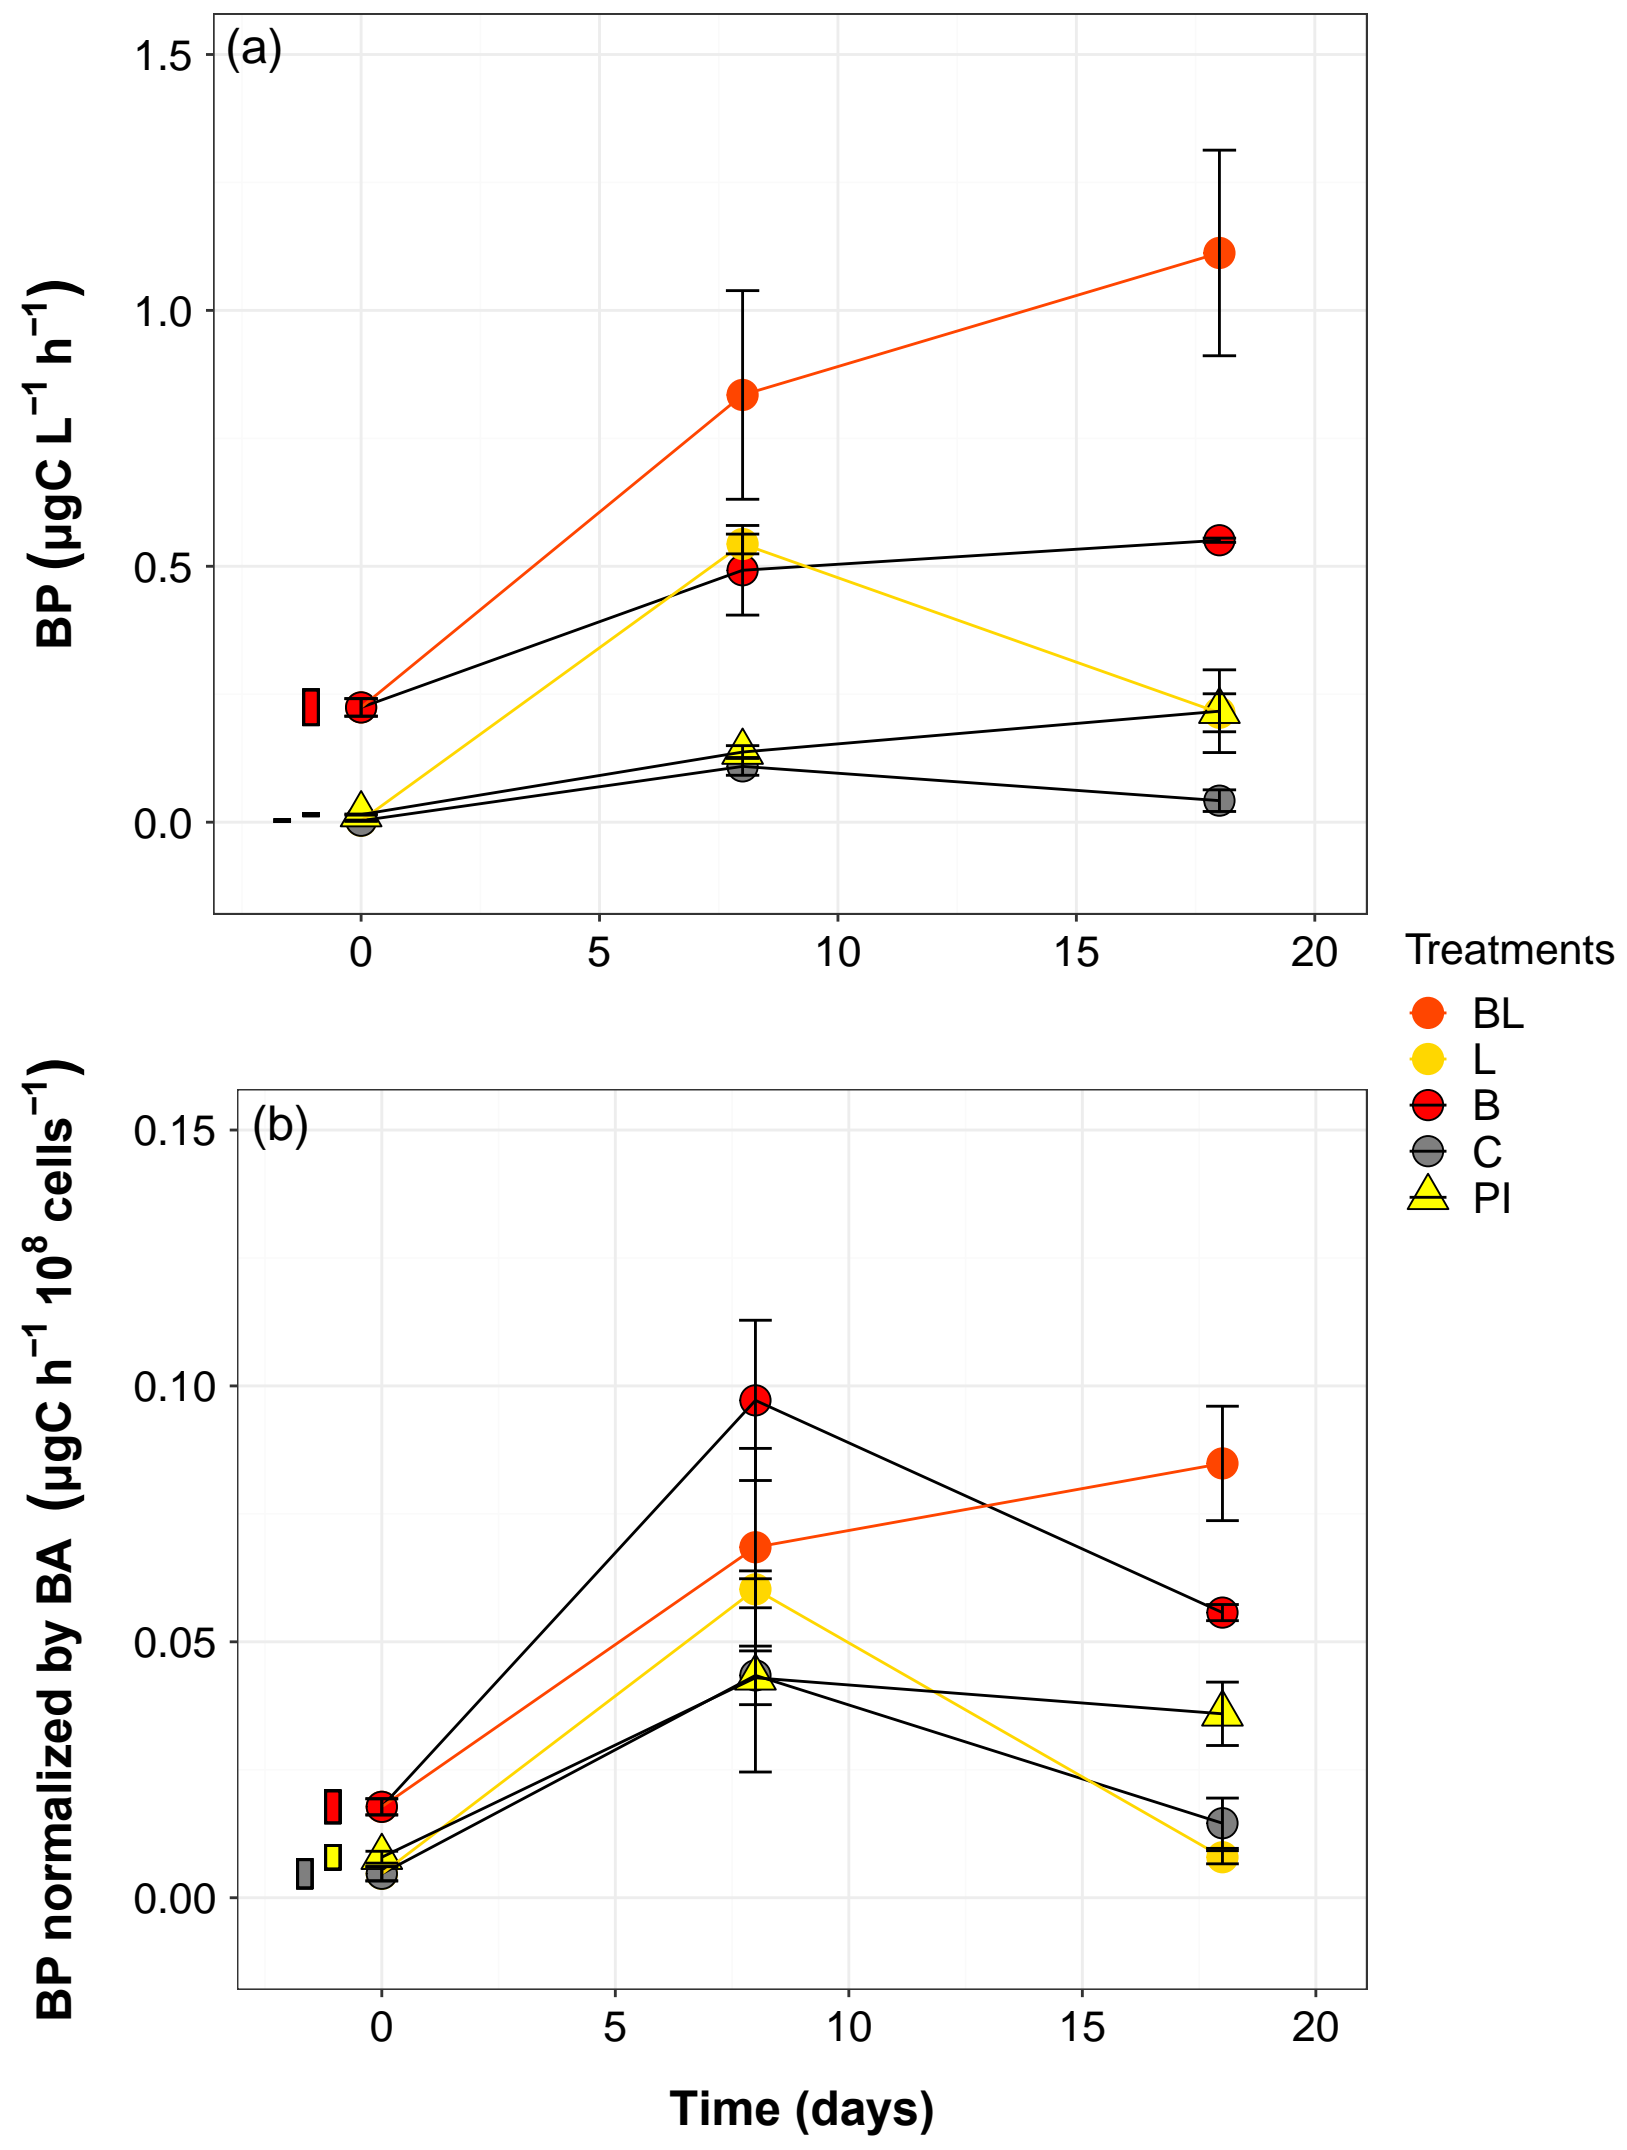 (a)
1.5
1.0
0.5
0.0
BP (µgC L⁻¹ h⁻¹)
0 5 10 15 20
Treatments
BL
L
B
C
PI
(b)
0.15
0.10
0.05
0.00
BP normalized by BA (µgC h⁻¹ 10⁸ cells⁻¹)
0 5 10 15 20
Time (days)